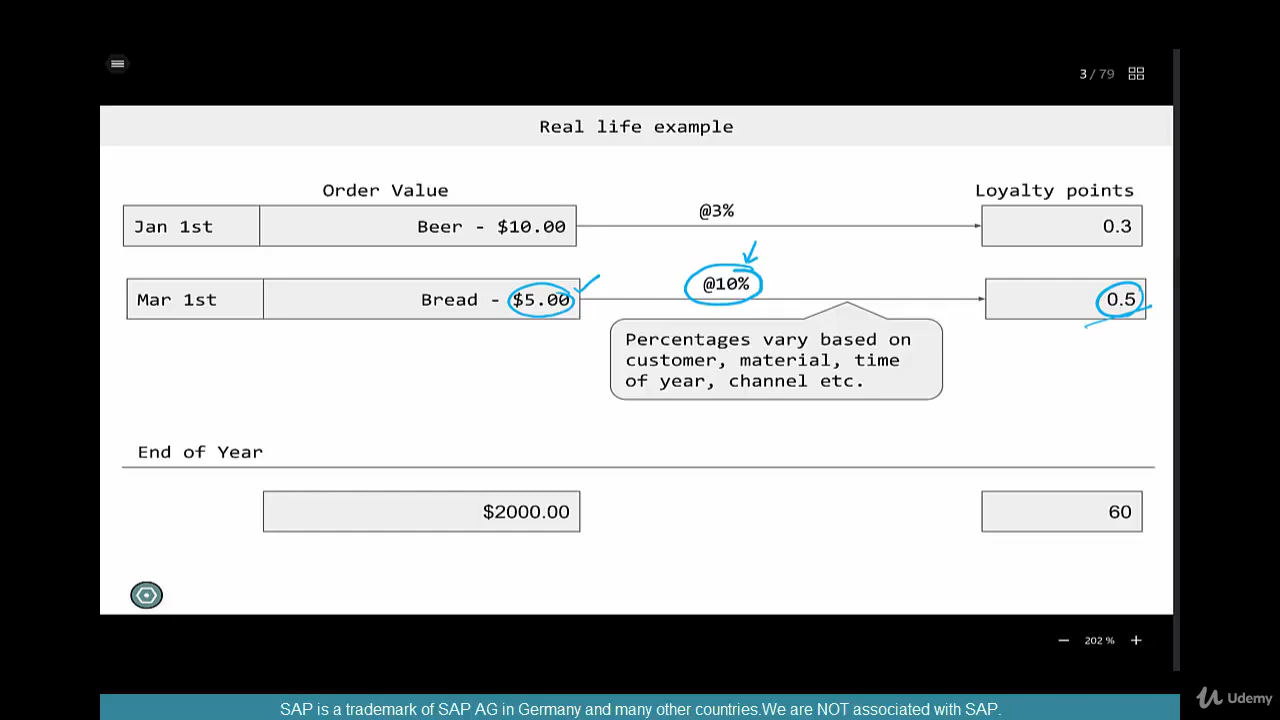 3 / 79
Real life example
Order Value
Loyalty points
Jan 1st
Beer - $10.00
@3%
0.3
Mar 1st
Bread - $5.00
@10%
0.5
Percentages vary based on
customer, material, time
of year, channel etc.
End of Year
$2000.00
60
202 %
Udemy
SAP is a trademark of SAP AG in Germany and many other countries.We are NOT associated with SAP.